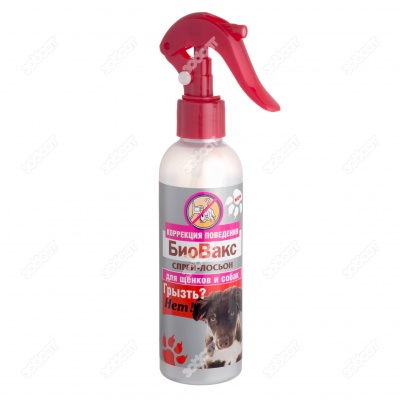 КОРРЕКЦИЯ ПОВЕДЕНИЯ
БиоВакс
СПРЕЙ-ЛОСЬОН
для щенков и собак
Грызть?
Нет!